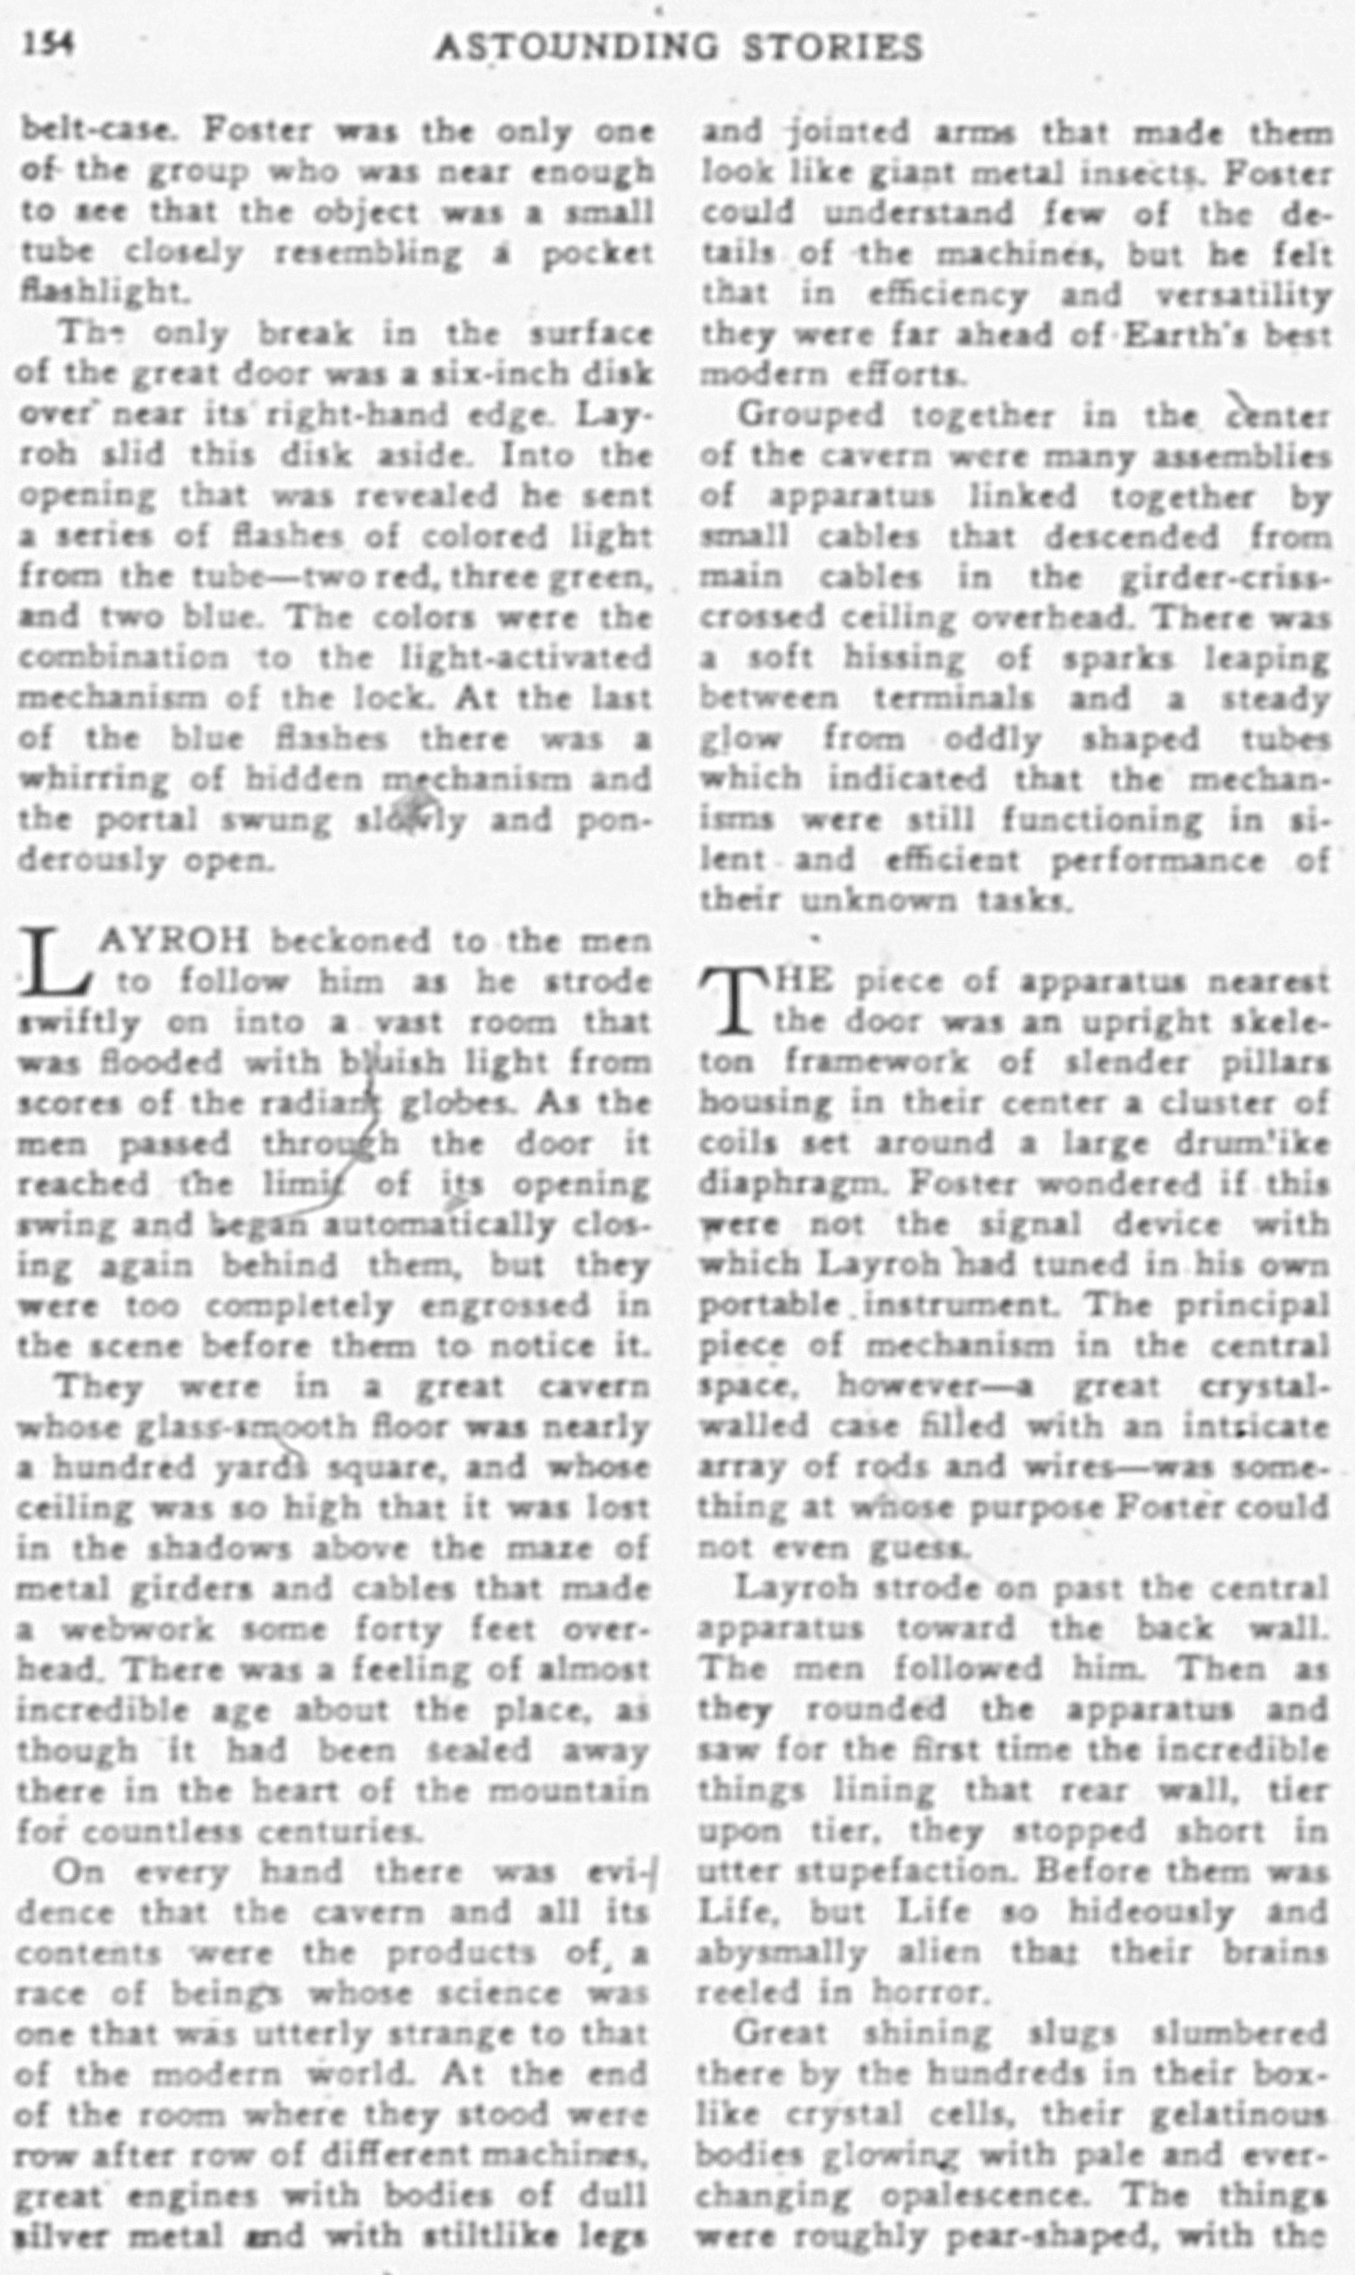 154
ASTOUNDING STORIES
belt-case. Foster was the only one
of the group who was near enough
to see that the object was a small
tube closely resembling a pocket
flashlight.
The only break in the surface
of the great door was a six-inch disk
over near its right-hand edge. Lay-
roh slid this disk aside. Into the
opening that was revealed he sent
a series of flashes of colored light
from the tube—two red, three green,
and two blue. The colors were the
combination to the light-activated
mechanism of the lock. At the last
of the blue flashes there was a
whirring of hidden mechanism and
the portal swung slowly and pon-
derously open.
LAYROH beckoned to the men
to follow him as he strode
swiftly on into a vast room that
was flooded with bluish light from
scores of the radiant globes. As the
men passed through the door it
reached the limit of its opening
swing and began automatically clos-
ing again behind them, but they
were too completely engrossed in
the scene before them to notice it.
They were in a great cavern
whose glass-smooth floor was nearly
a hundred yards square, and whose
ceiling was so high that it was lost
in the shadows above the maze of
metal girders and cables that made
a webwork some forty feet over-
head. There was a feeling of almost
incredible age about the place, as
though it had been sealed away
there in the heart of the mountain
for countless centuries.
On every hand there was evi-
dence that the cavern and all its
contents were the products of a
race of beings whose science was
one that was utterly strange to that
of the modern world. At the end
of the room where they stood were
row after row of different machines,
great engines with bodies of dull
silver metal and with stiltlike legs
and jointed arms that made them
look like giant metal insects. Foster
could understand few of the de-
tails of the machines, but he felt
that in efficiency and versatility
they were far ahead of Earth's best
modern efforts.
Grouped together in the center
of the cavern were many assemblies
of apparatus linked together by
small cables that descended from
main cables in the girder-criss-
crossed ceiling overhead. There was
a soft hissing of sparks leaping
between terminals and a steady
glow from oddly shaped tubes
which indicated that the mechan-
isms were still functioning in si-
lent and efficient performance of
their unknown tasks.
THE piece of apparatus nearest
the door was an upright skele-
ton framework of slender pillars
housing in their center a cluster of
coils set around a large drumlike
diaphragm. Foster wondered if this
were not the signal device with
which Layroh had tuned in his own
portable instrument. The principal
piece of mechanism in the central
space, however—a great crystal-
walled case filled with an intricate
array of rods and wires—was some-
thing at whose purpose Foster could
not even guess.
Layroh strode on past the central
apparatus toward the back wall.
The men followed him. Then as
they rounded the apparatus and
saw for the first time the incredible
things lining that rear wall, tier
upon tier, they stopped short in
utter stupefaction. Before them was
Life, but Life so hideously and
abysmally alien that their brains
reeled in horror.
Great shining slugs slumbered
there by the hundreds in their box-
like crystal cells, their gelatinous
bodies glowing with pale and ever-
changing opalescence. The things
were roughly pear-shaped, with the